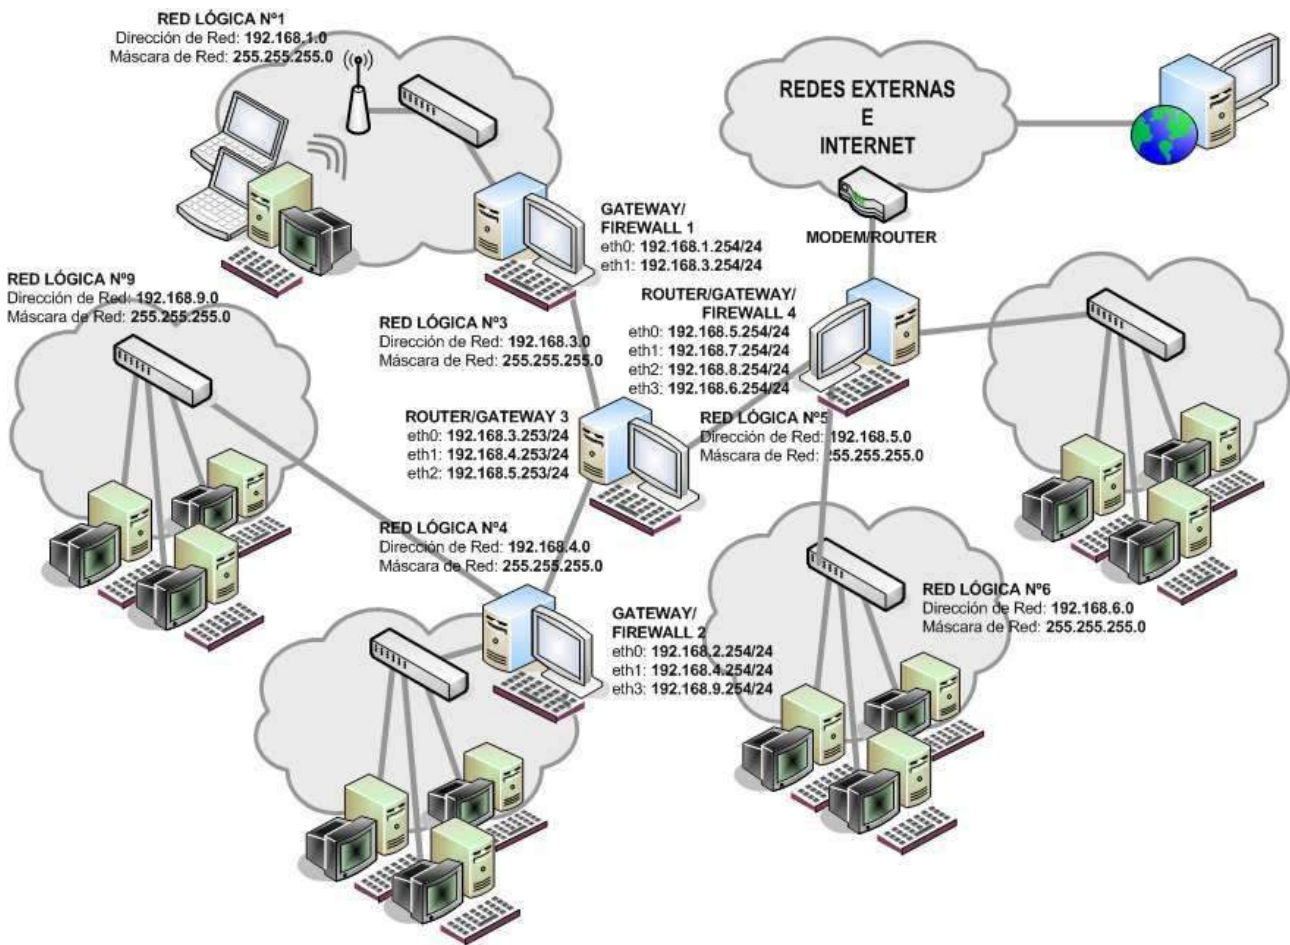 RED LÓGICA Nº1
Dirección de Red: 192.168.1.0
Máscara de Red: 255.255.255.0
REDES EXTERNAS
E
INTERNET
MODEM/ROUTER
GATEWAY/
FIREWALL 1
eth0: 192.168.1.254/24
eth1: 192.168.3.254/24
RED LÓGICA Nº9
Dirección de Red: 192.168.9.0
Máscara de Red: 255.255.255.0
ROUTER/GATEWAY/
FIREWALL 4
eth0: 192.168.5.254/24
eth1: 192.168.7.254/24
eth2: 192.168.8.254/24
eth3: 192.168.6.254/24
RED LÓGICA Nº3
Dirección de Red: 192.168.3.0
Máscara de Red: 255.255.255.0
ROUTER/GATEWAY 3
eth0: 192.168.3.253/24
eth1: 192.168.4.253/24
eth2: 192.168.5.253/24
RED LÓGICA Nº5
Dirección de Red: 192.168.5.0
Máscara de Red: 255.255.255.0
RED LÓGICA Nº4
Dirección de Red: 192.168.4.0
Máscara de Red: 255.255.255.0
RED LÓGICA Nº6
Dirección de Red: 192.168.6.0
Máscara de Red: 255.255.255.0
GATEWAY/
FIREWALL 2
eth0: 192.168.2.254/24
eth1: 192.168.4.254/24
eth3: 192.168.9.254/24